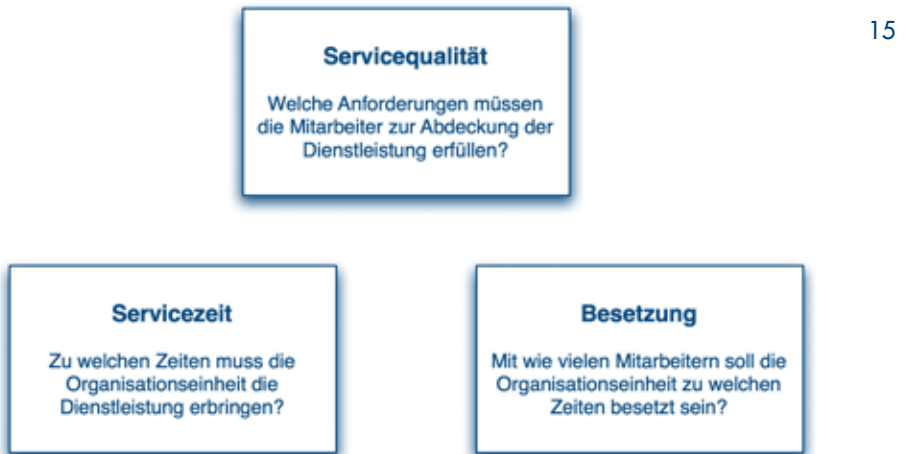 15
Servicequalität
Welche Anforderungen müssen
die Mitarbeiter zur Abdeckung der
Dienstleistung erfüllen?
Servicezeit
Zu welchen Zeiten muss die
Organisationseinheit die
Dienstleistung erbringen?
Besetzung
Mit wie vielen Mitarbeitern soll die
Organisationseinheit zu welchen
Zeiten besetzt sein?